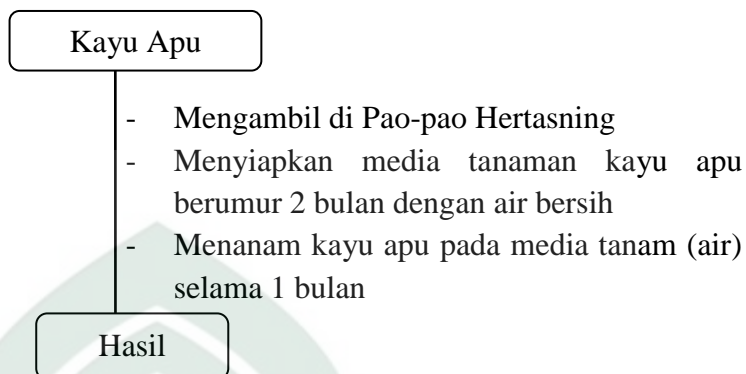 Kayu Apu
- Mengambil di Pao-pao Hertasning
- Menyiapkan media tanaman kayu apu
berumur 2 bulan dengan air bersih
- Menanam kayu apu pada media tanam (air)
selama 1 bulan
Hasil